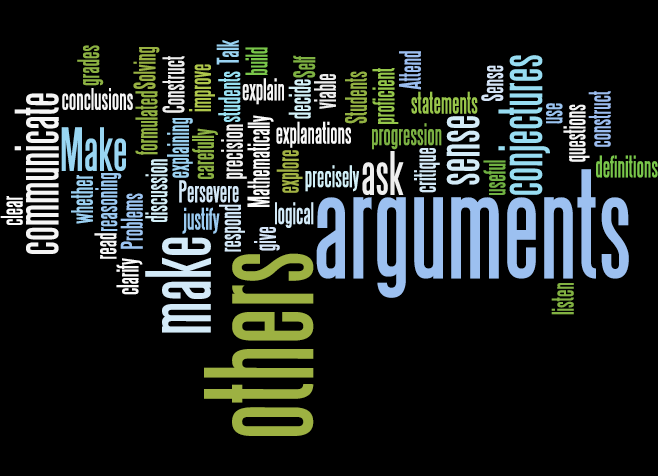 grades
Solving
formulated
Construct
improve
Talk
students
build
explain
Self
decide
viable
Students
proficient
Attend
statements
Sense
conjectures
use
questions
construct
definitions
conclusions
communicate
Make
explaining
carefully
precision
Mathematically
explanations
explore
progression
critique
sense
useful
clear
whether
reasoning
Problems
discussion
Persevere
justify
respond
precisely
ask
logical
give
read
clarify
make
others
arguments
listen